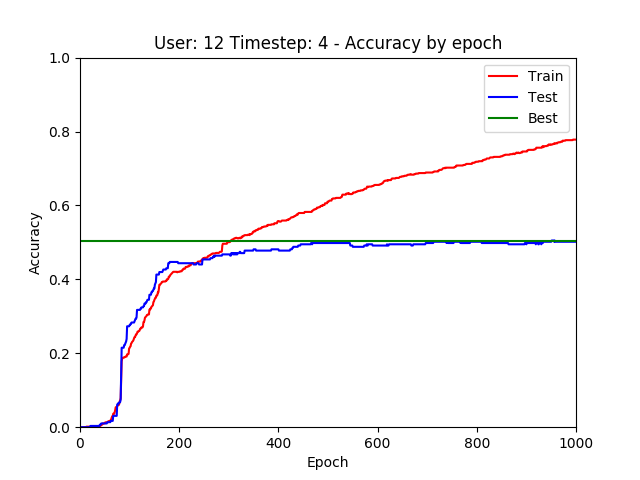 User: 12 Timestep: 4 - Accuracy by epoch
1.0
0.8
0.6
0.4
0.2
0.0
Accuracy
Train
Test
Best
0 200 400 600 800 1000
Epoch